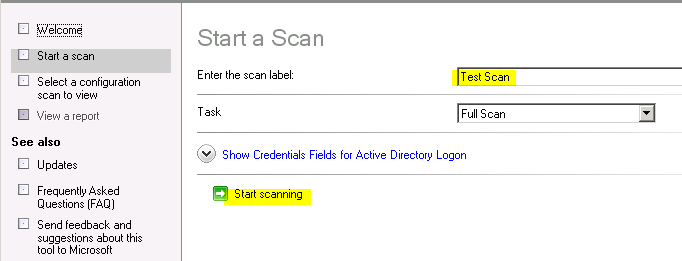 Welcome
Start a scan
Select a configuration
scan to view
View a report
See also
Updates
Frequently Asked
Questions (FAQ)
Send feedback and
suggestions about this
tool to Microsoft
Start a Scan
Enter the scan label:
Test Scan
Task
Full Scan
Show Credentials Fields for Active Directory Logon
Start scanning